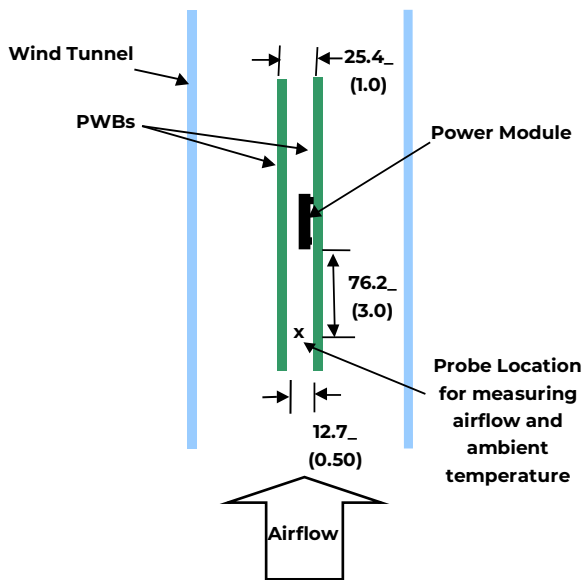 Wind Tunnel
25.4_
(1.0)
PWBs
Power Module
76.2_
(3.0)
x
Probe Location
for measuring
airflow and
ambient
temperature
12.7_
(0.50)
Airflow